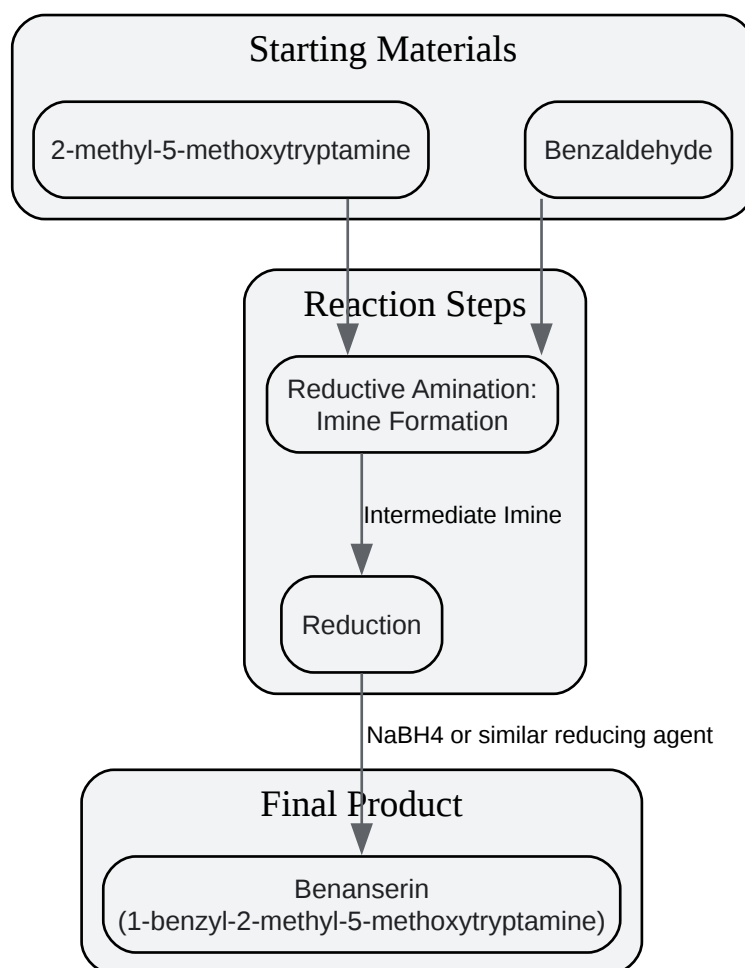 Starting Materials
2-methyl-5-methoxytryptamine
Benzaldehyde
Reaction Steps
Reductive Amination:
Imine Formation
Intermediate Imine
Reduction
NaBH4 or similar reducing agent
Final Product
Benanserin
(1-benzyl-2-methyl-5-methoxytryptamine)